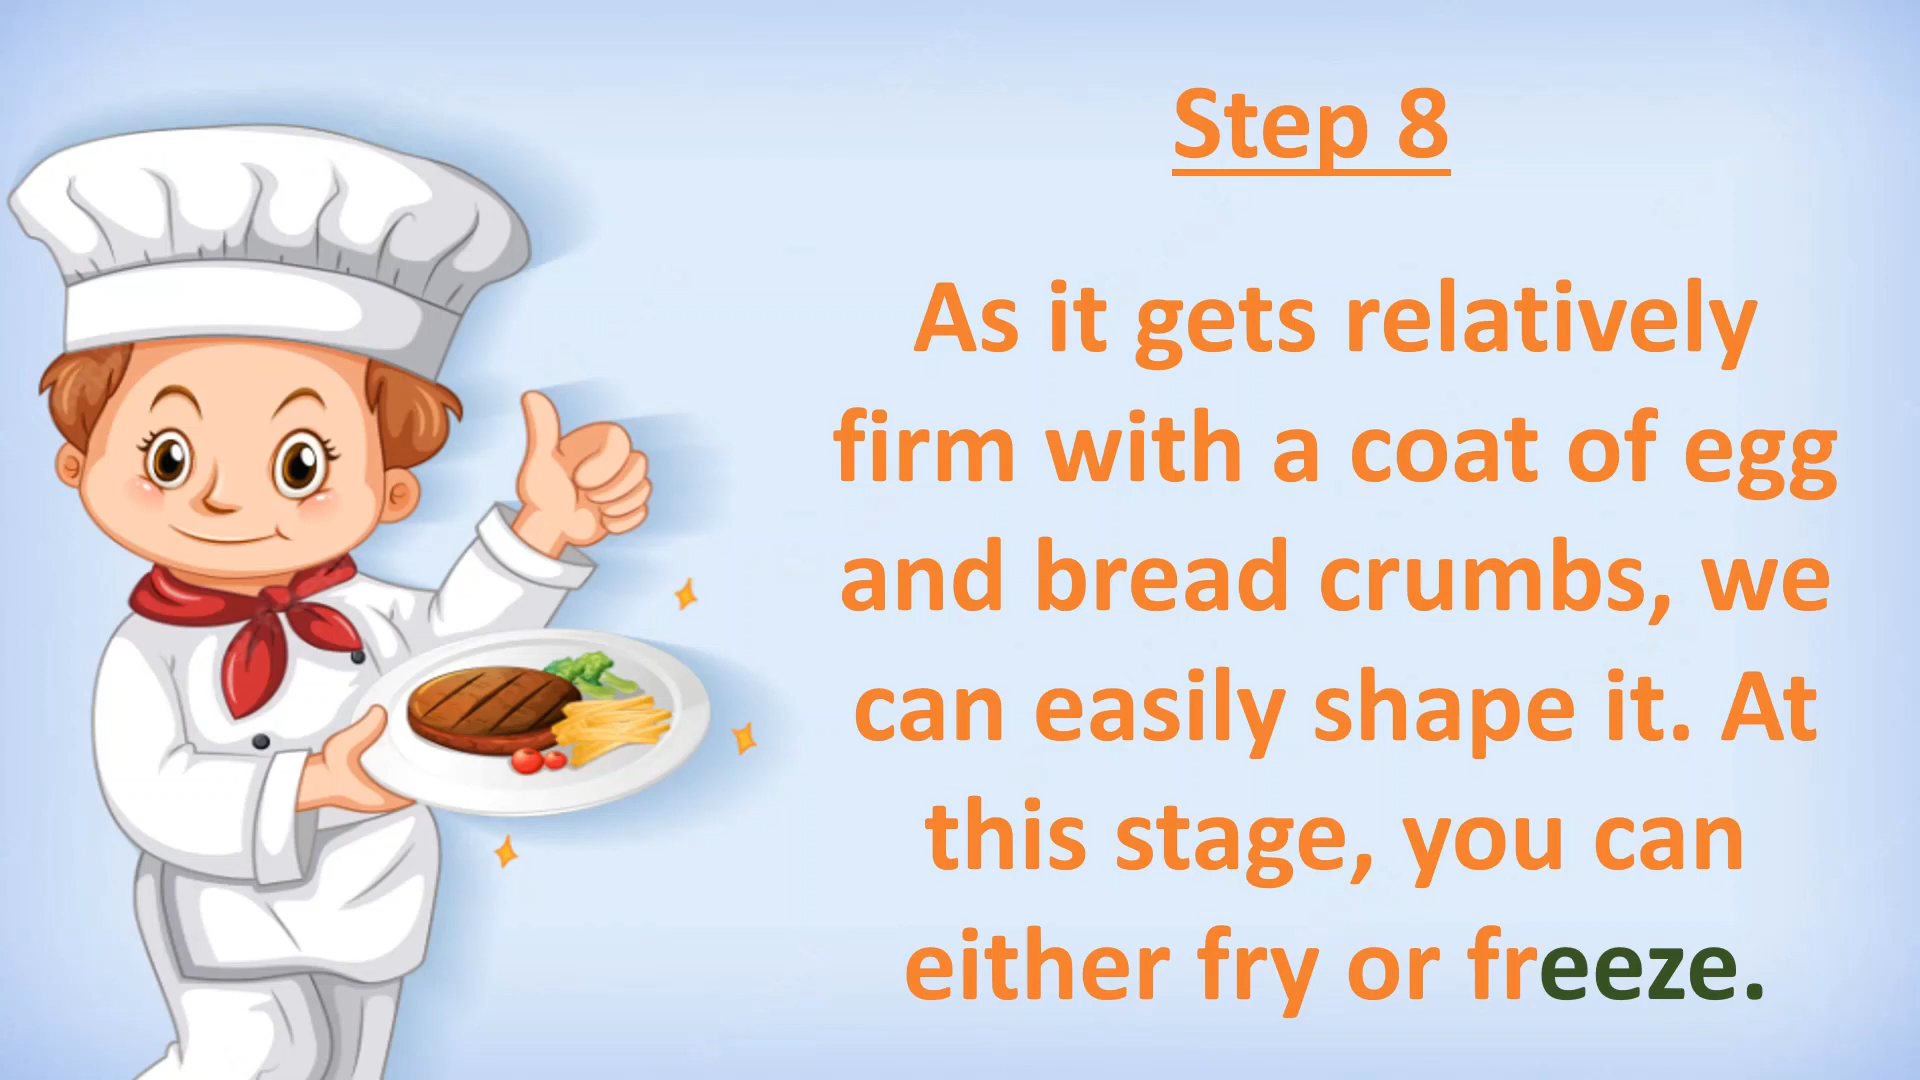 Step 8
As it gets relatively
firm with a coat of egg
and bread crumbs, we
can easily shape it. At
this stage, you can
either fry or freeze.